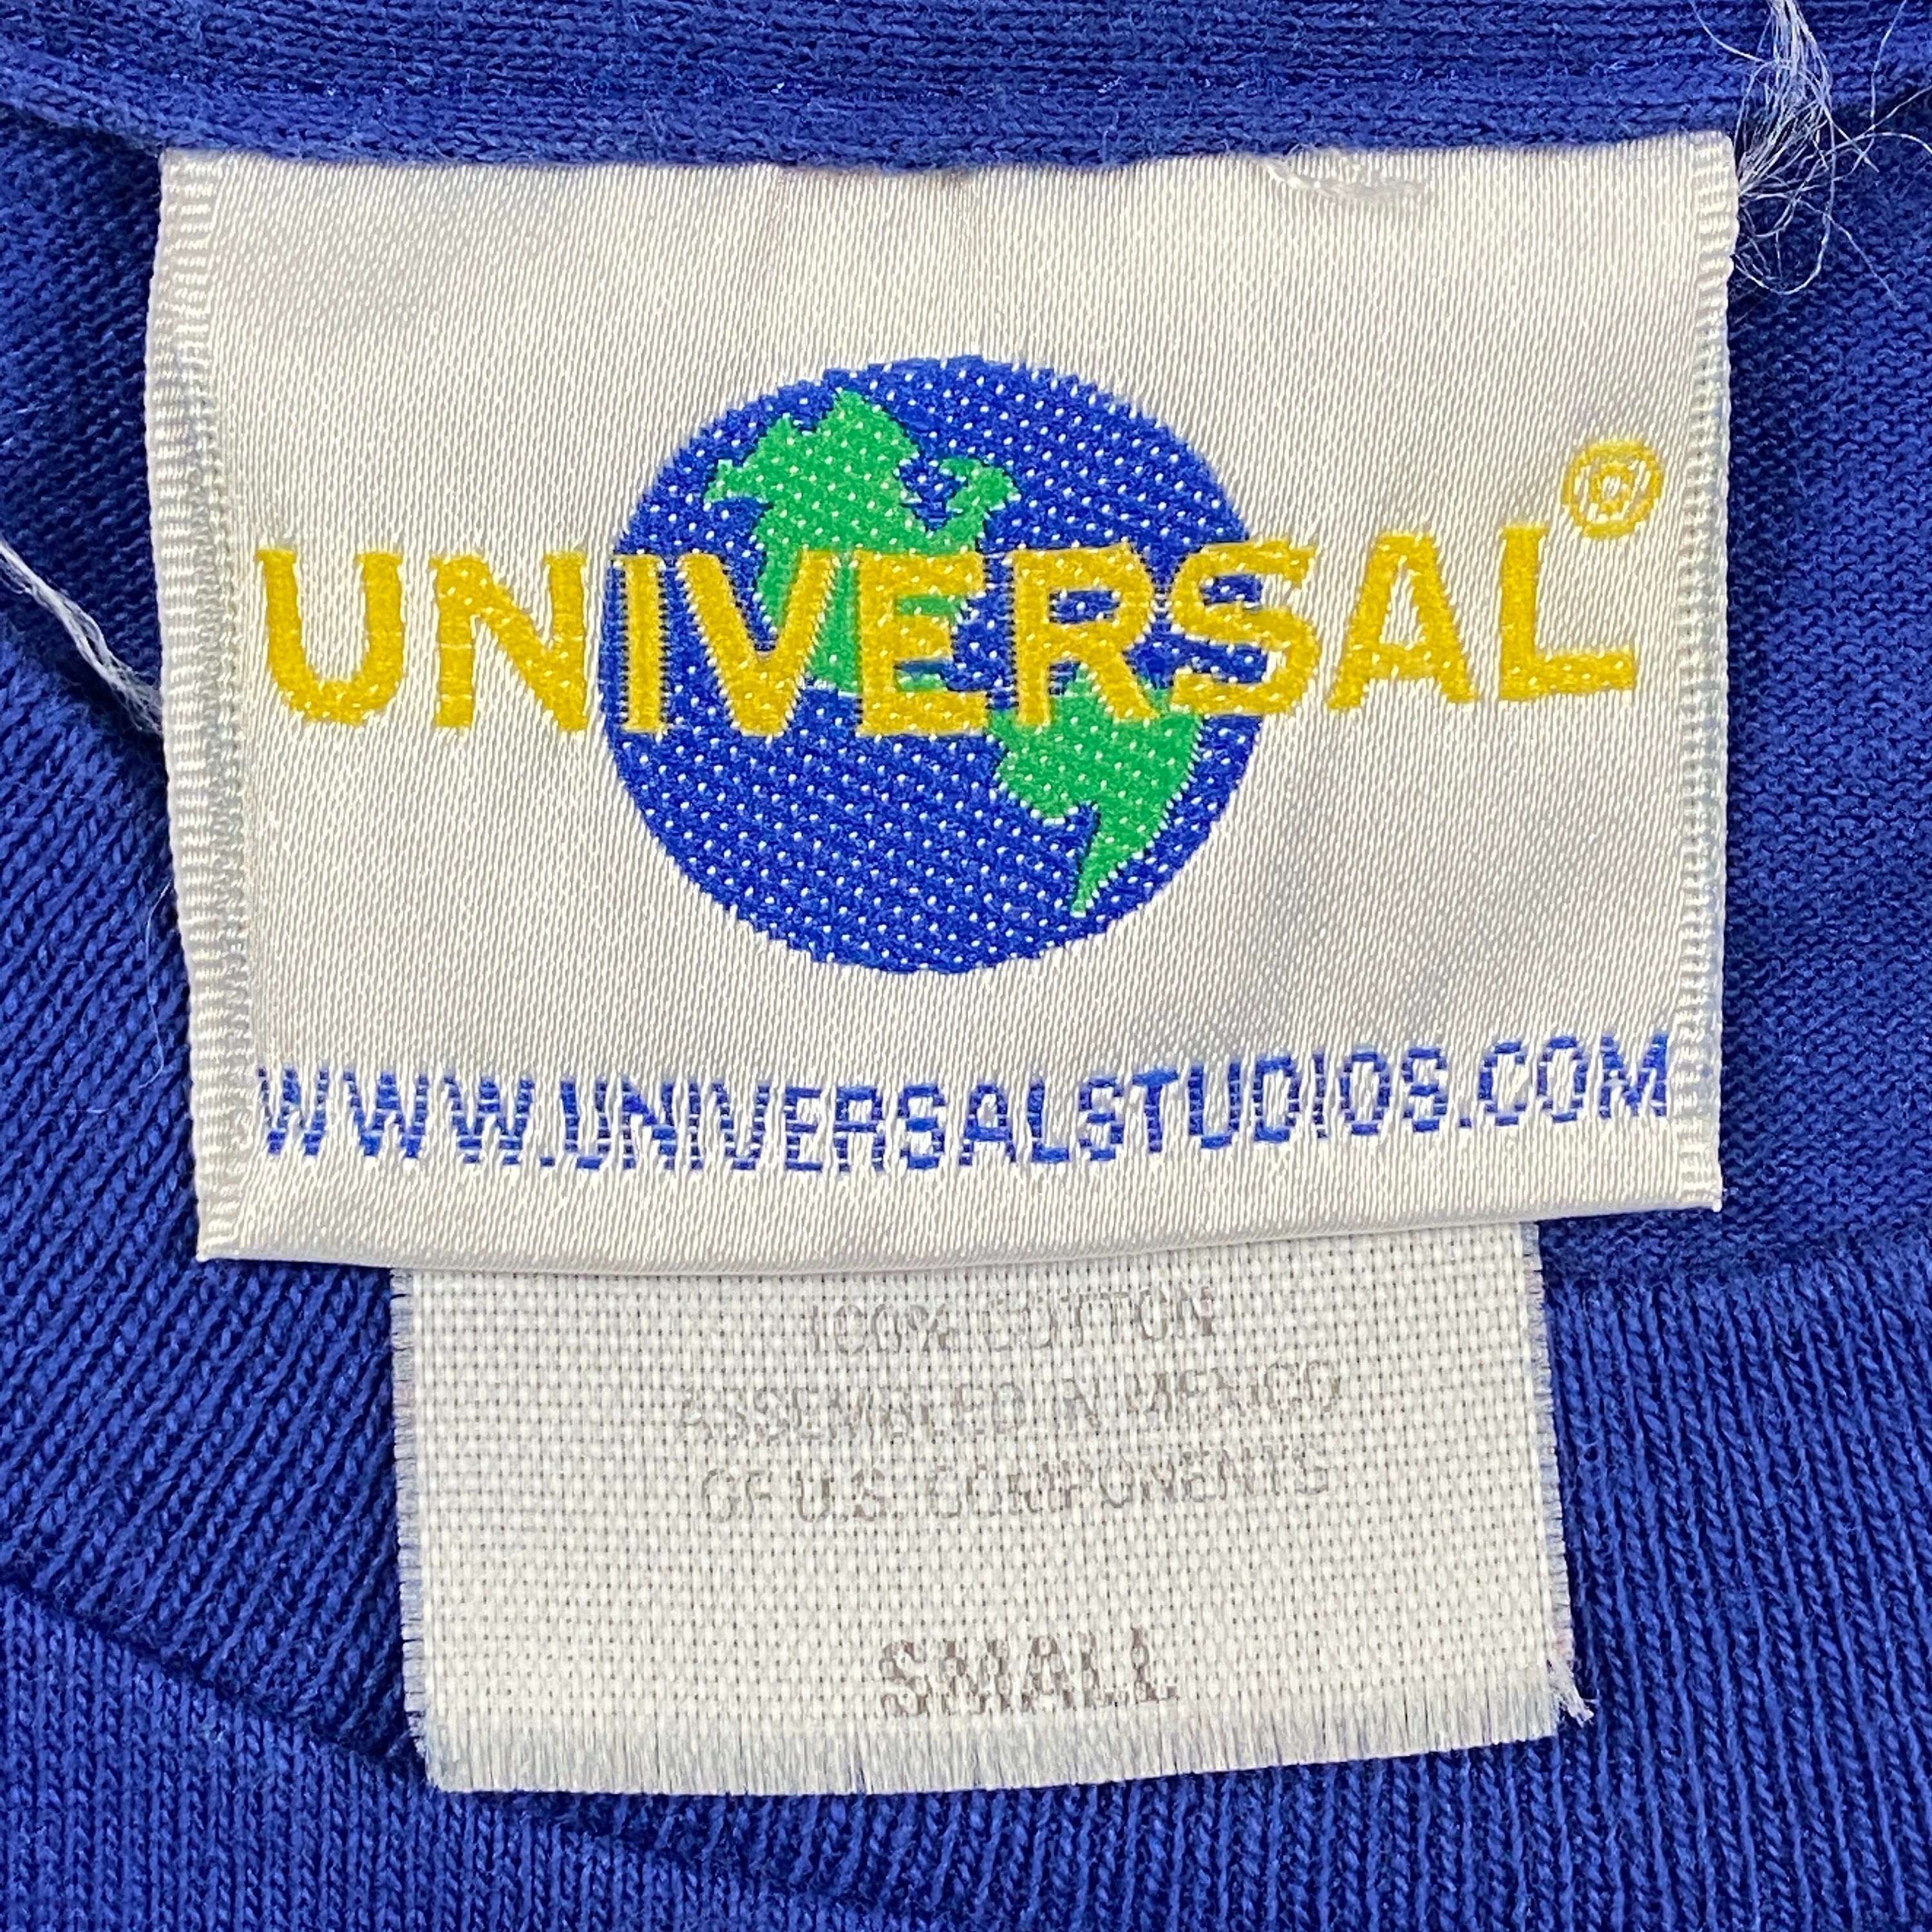 UNIVERSAL®
WWW.UNIVERSALSTUDIOS.COM
100% COTTON
ASSEMBLED IN MEXICO
OF U.S. COMPONENTS
SMALL